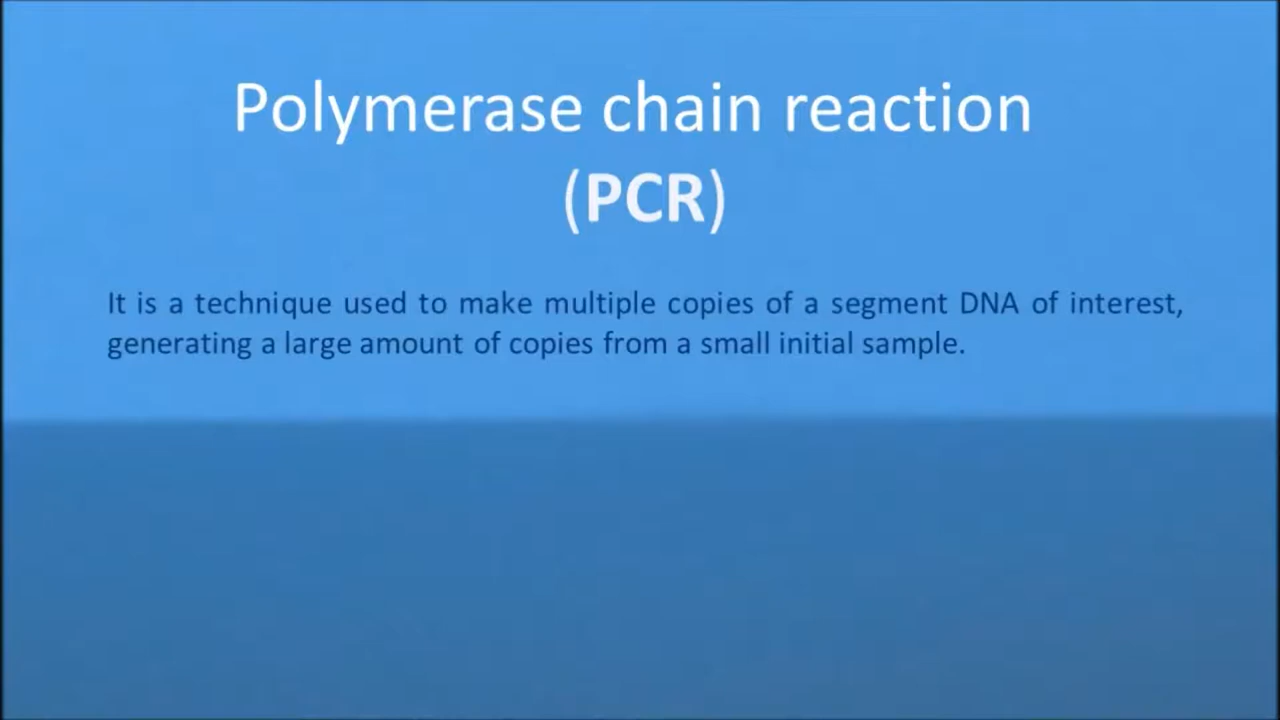 Polymerase chain reaction
(PCR)
It is a technique used to make multiple copies of a segment DNA of interest,
generating a large amount of copies from a small initial sample.